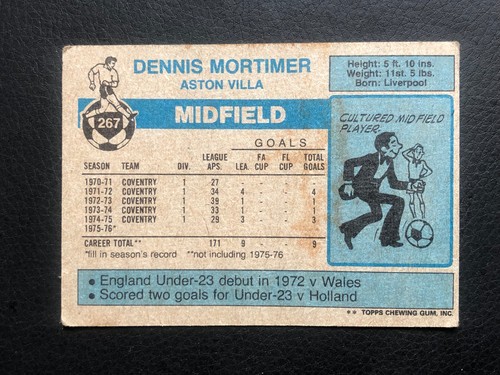 DENNIS MORTIMER
ASTON VILLA
Height: 5 ft. 10 ins.
Weight: 11st. 5 lbs.
Born: Liverpool
267
MIDFIELD
GOALS
LEAGUE FA FL TOTAL
SEASON TEAM DIV. APS. LEA. CUP CUP GOALS
1970-71 COVENTRY 1 27
1971-72 COVENTRY 1 34 4 4
1972-73 COVENTRY 1 39 1 1
1973-74 COVENTRY 1 33 1 1
1974-75 COVENTRY 1 29 3 3
1975-76*
CAREER TOTAL** 171 9 9
*fill in season's record **not including 1975-76
CULTURED MIDFIELD
PLAYER.
• England Under-23 debut in 1972 v Wales
• Scored two goals for Under-23 v Holland
** TOPPS CHEWING GUM, INC.